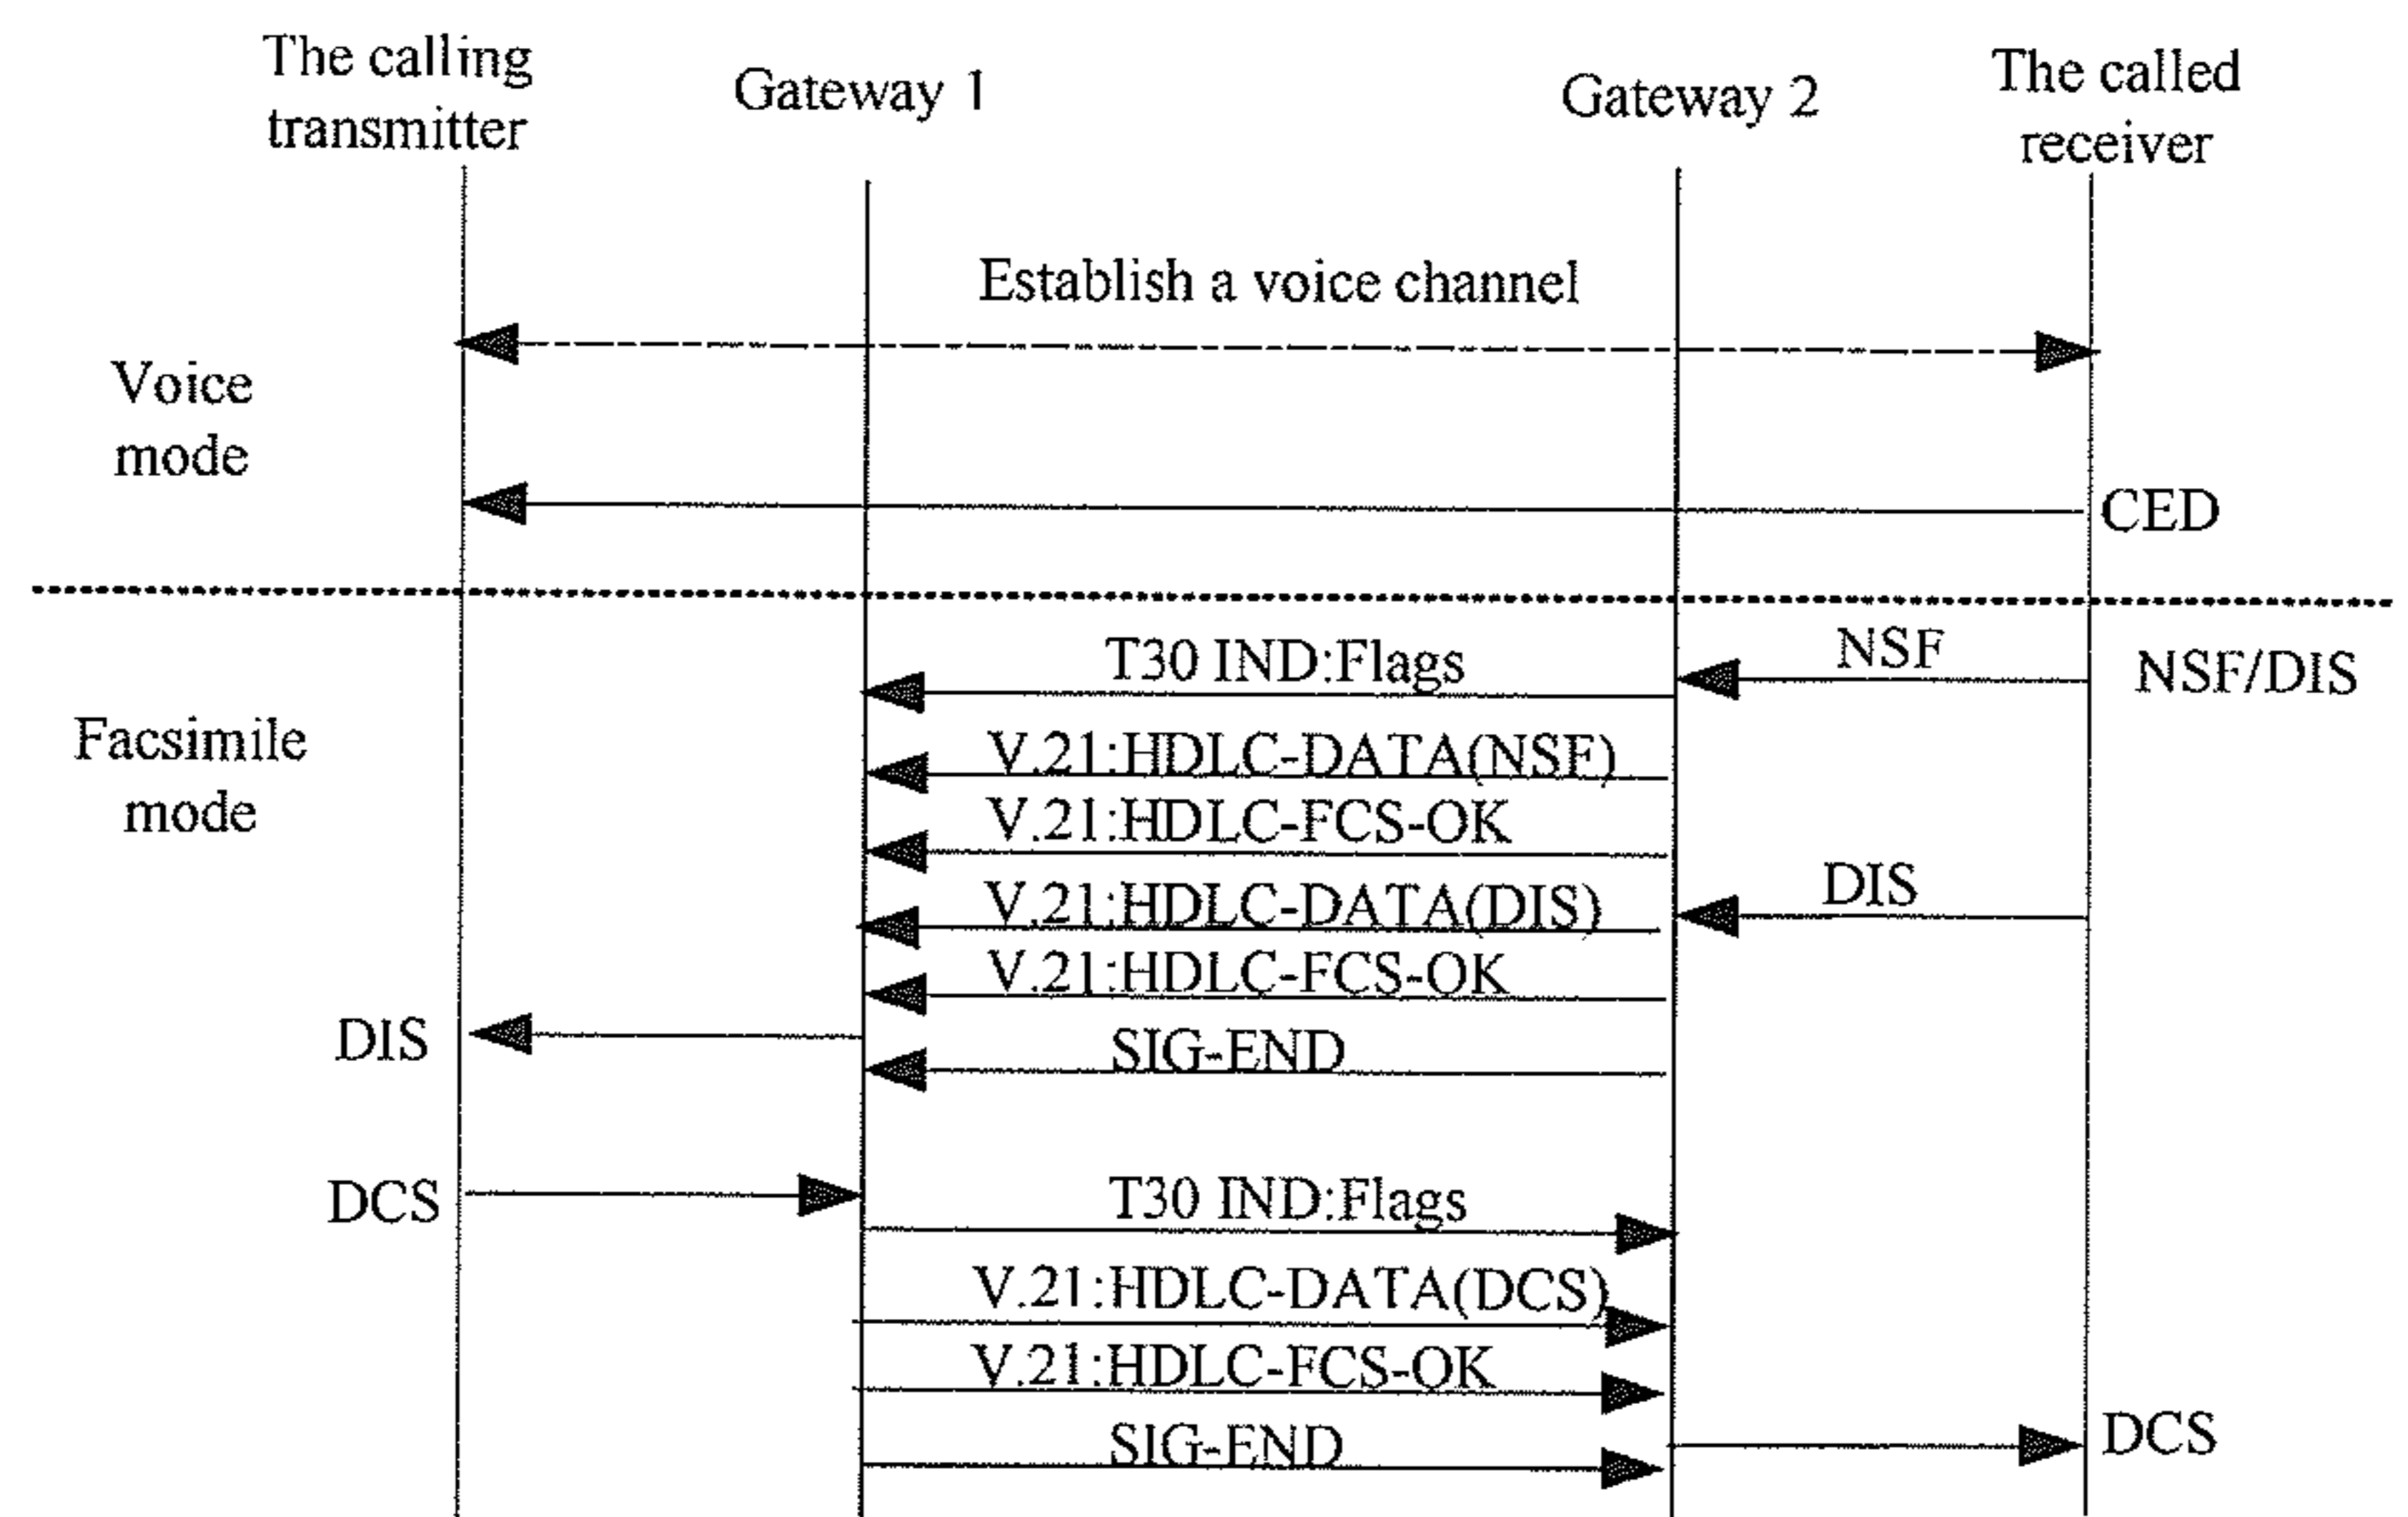 The calling
transmitter
Gateway 1
Gateway 2
The called
receiver
Establish a voice channel
Voice
mode
CED
T30 IND:Flags
NSF
NSF/DIS
Facsimile
mode
V.21:HDLC-DATA(NSF)
V.21:HDLC-FCS-OK
DIS
V.21:HDLC-DATA(DIS)
V.21:HDLC-FCS-OK
DIS
SIG-END
DCS
T30 IND:Flags
V.21:HDLC-DATA(DCS)
V.21:HDLC-FCS-OK
SIG-END
DCS